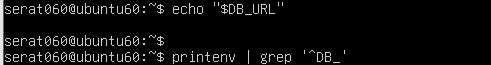 serat060@ubuntu60:~$ echo "$DB_URL"

serat060@ubuntu60:~$
serat060@ubuntu60:~$ printenv | grep '^DB_'